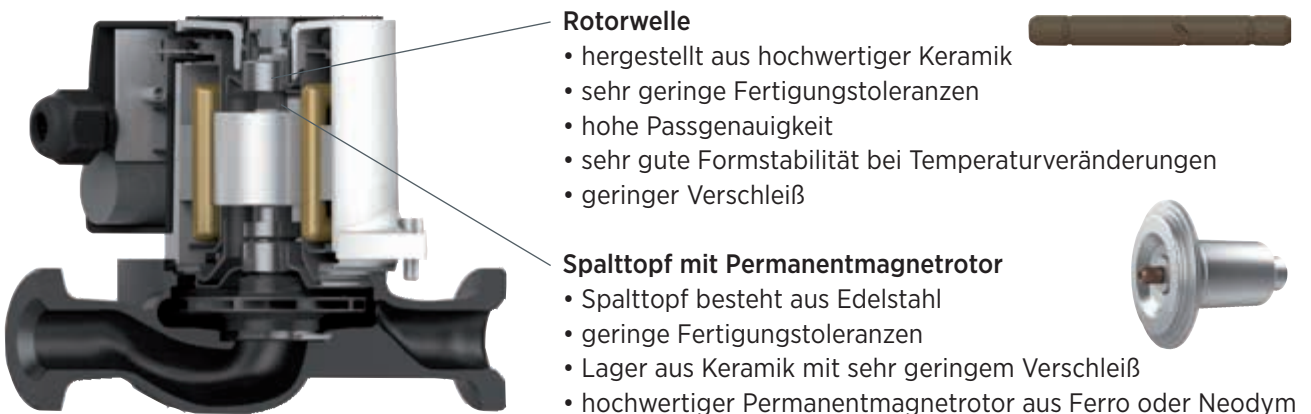 Rotorwelle
• hergestellt aus hochwertiger Keramik
• sehr geringe Fertigungstoleranzen
• hohe Passgenauigkeit
• sehr gute Formstabilität bei Temperaturveränderungen
• geringer Verschleiß
Spalttopf mit Permanentmagnetrotor
• Spalttopf besteht aus Edelstahl
• geringe Fertigungstoleranzen
• Lager aus Keramik mit sehr geringem Verschleiß
• hochwertiger Permanentmagnetrotor aus Ferro oder Neodym